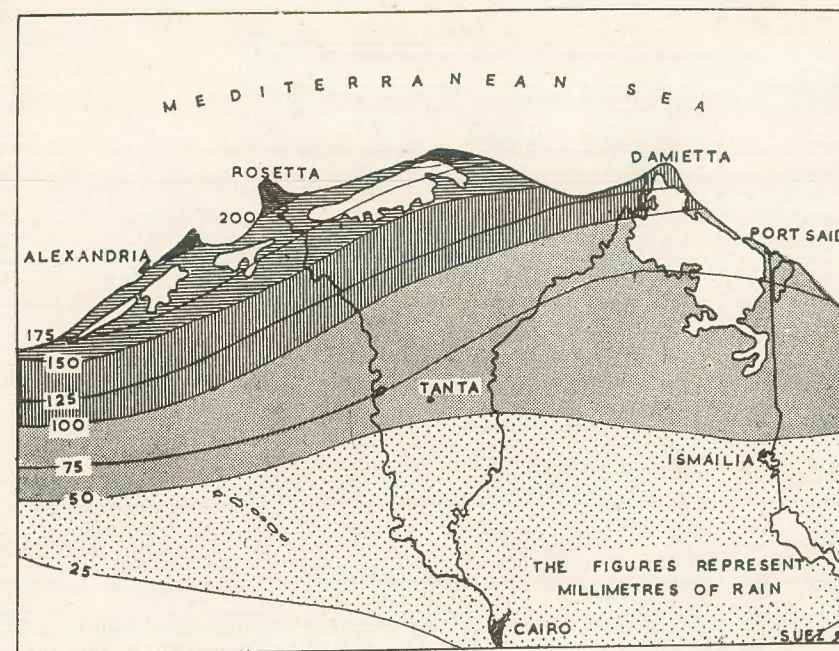 MEDITERRANEAN SEA
DAMIETTA
ROSETTA
200
PORT SAID
ALEXANDRIA
175
150
125
100
TANTA
75
ISMAILIA
50
25
THE FIGURES REPRESENT
MILLIMETRES OF RAIN
CAIRO
SUEZ